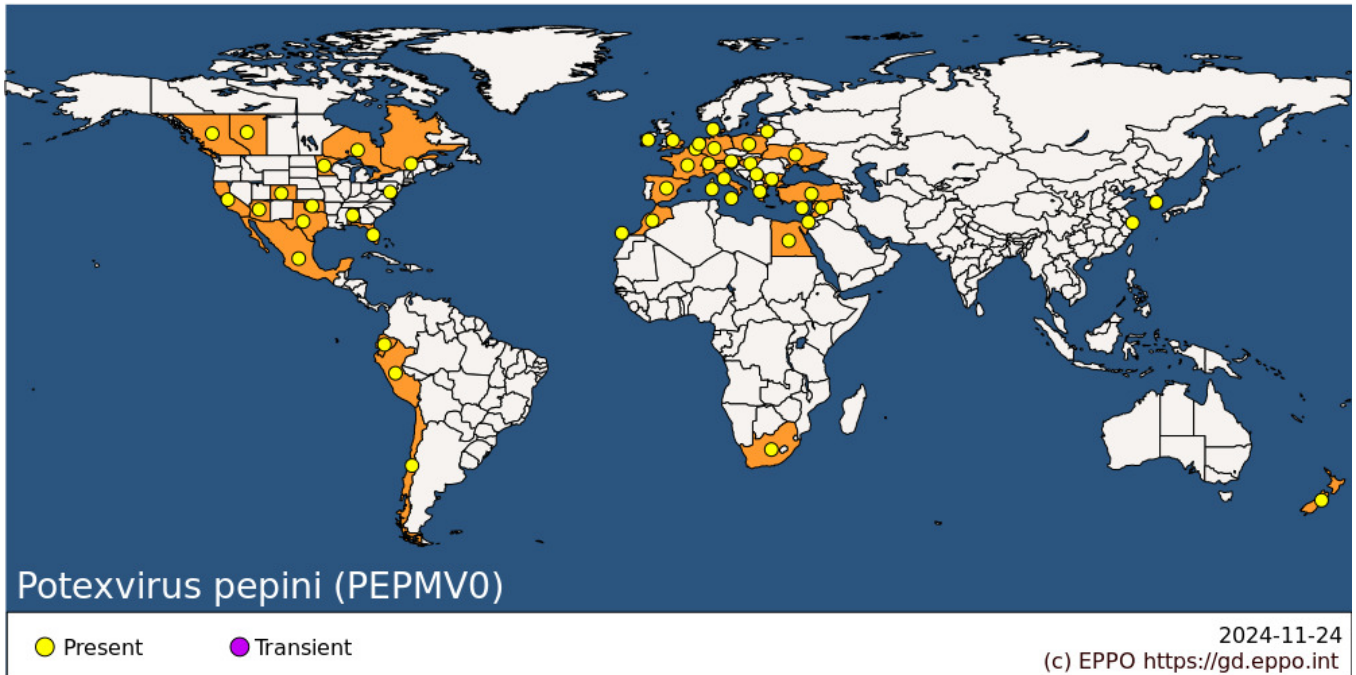 Potexvirus pepini (PEPMV0)
Present
Transient
2024-11-24
(c) EPPO https://gd.eppo.int